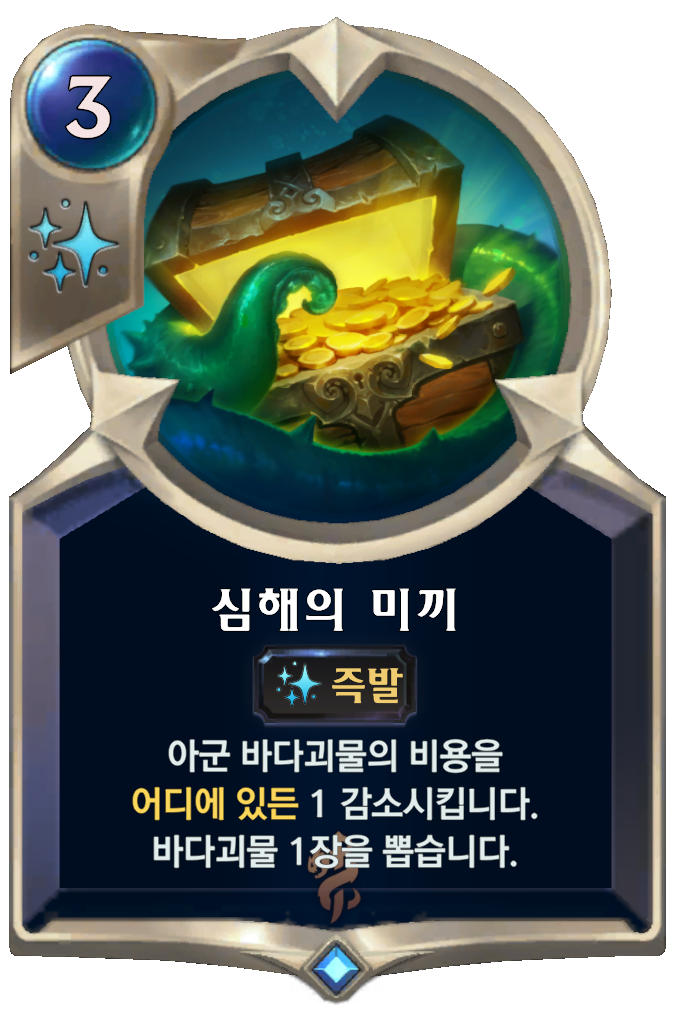 3
심해의 미끼
즉발
아군 바다괴물의 비용을
어디에 있든 1 감소시킵니다.
바다괴물 1장을 뽑습니다.